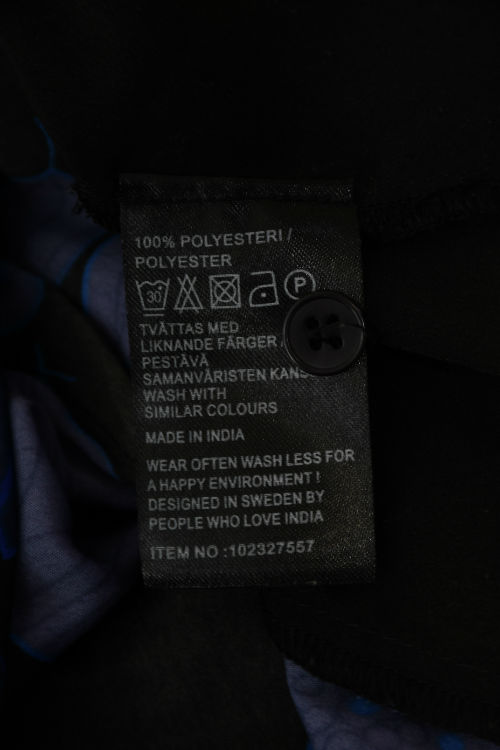 100% POLYESTERI /
POLYESTER
30 P
TVÄTTAS MED
LIKNANDE FÄRGER
PESTÄVÄ
SAMANVÄRISTEN KANS
WASH WITH
SIMILAR COLOURS
MADE IN INDIA
WEAR OFTEN WASH LESS FOR
A HAPPY ENVIRONMENT !
DESIGNED IN SWEDEN BY
PEOPLE WHO LOVE INDIA
ITEM NO :102327557